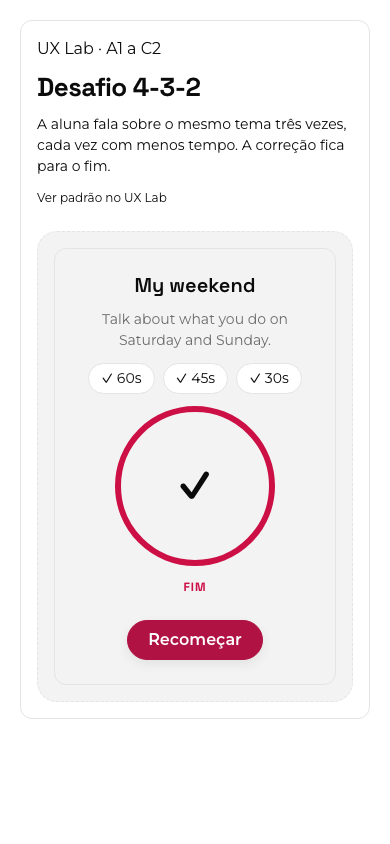 UX Lab · A1 a C2
Desafio 4-3-2
A aluna fala sobre o mesmo tema três vezes,
cada vez com menos tempo. A correção fica
para o fim.
Ver padrão no UX Lab
My weekend
Talk about what you do on
Saturday and Sunday.
✓ 60s ✓ 45s ✓ 30s
✓
FIM
Recomeçar